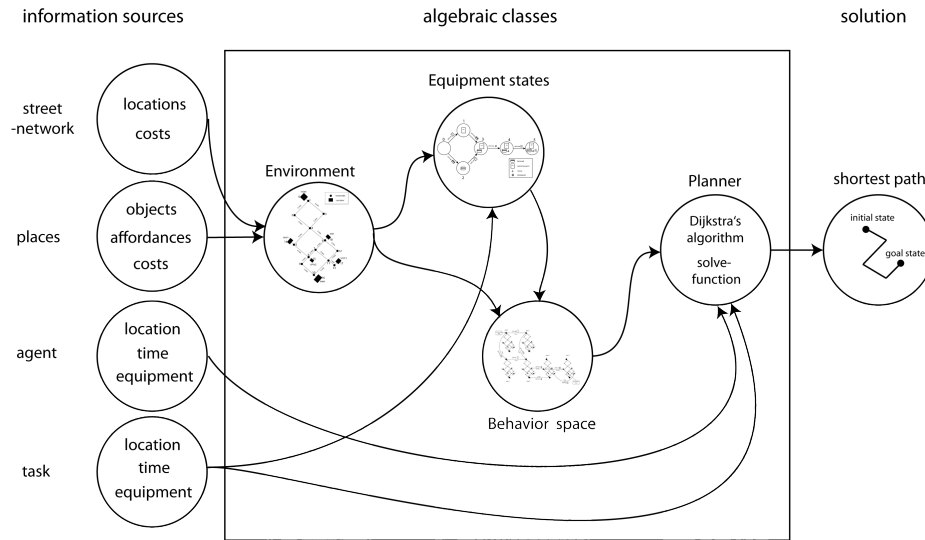 information sources
algebraic classes
solution
street
-network
locations
costs
places
objects
affordances
costs
agent
location
time
equipment
task
location
time
equipment
Environment
Equipment states
Behavior space
Planner
Dijkstra's
algorithm
solve-
function
shortest path
initial state
goal state